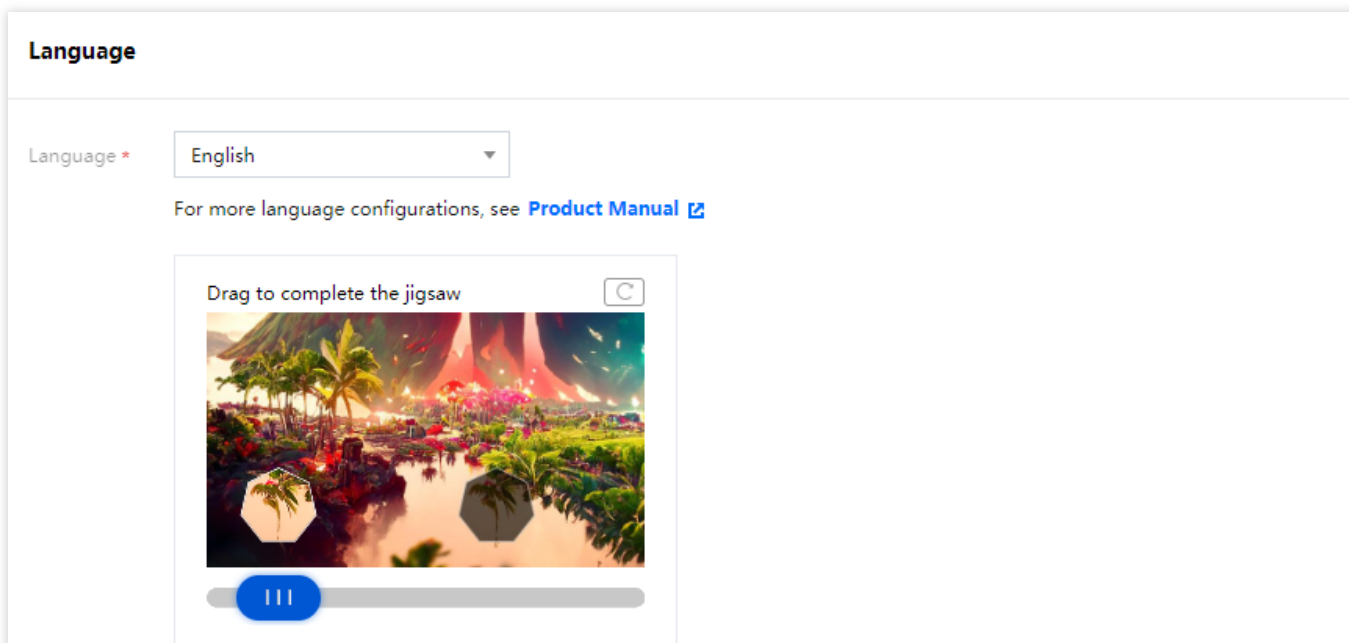 Language
Language *
English
For more language configurations, see Product Manual
Drag to complete the jigsaw